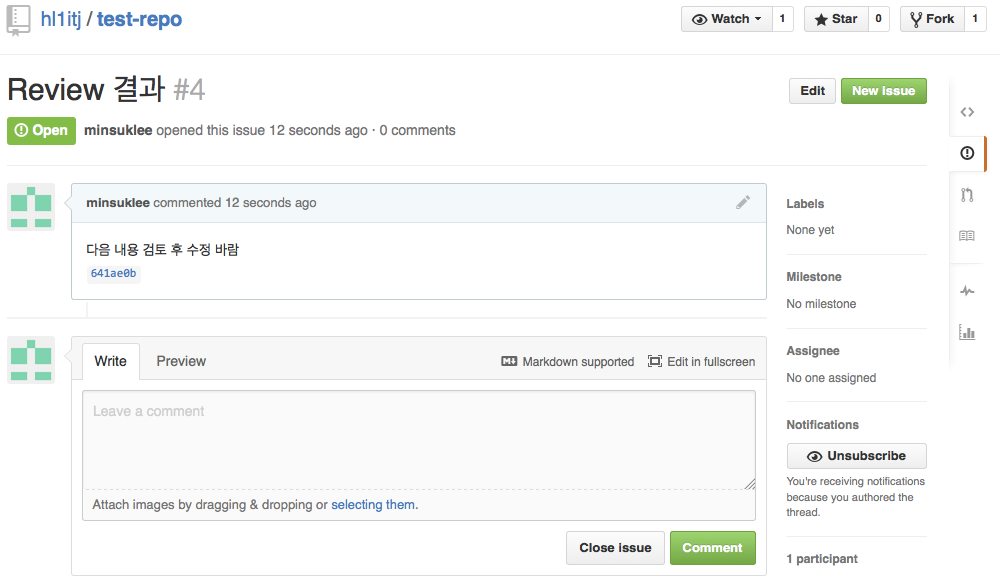 hl1itj / test-repo
Watch 1
Star 0
Fork 1
Review 결과 #4
Edit
New issue
Open
minsuklee opened this issue 12 seconds ago · 0 comments
minsuklee commented 12 seconds ago
다음 내용 검토 후 수정 바람
641ae0b
Labels
None yet
Milestone
No milestone
Assignee
No one assigned
Notifications
Unsubscribe
You're receiving notifications
because you authored the
thread.
1 participant
Write
Preview
Markdown supported
Edit in fullscreen
Leave a comment
Attach images by dragging & dropping or selecting them.
Close issue
Comment